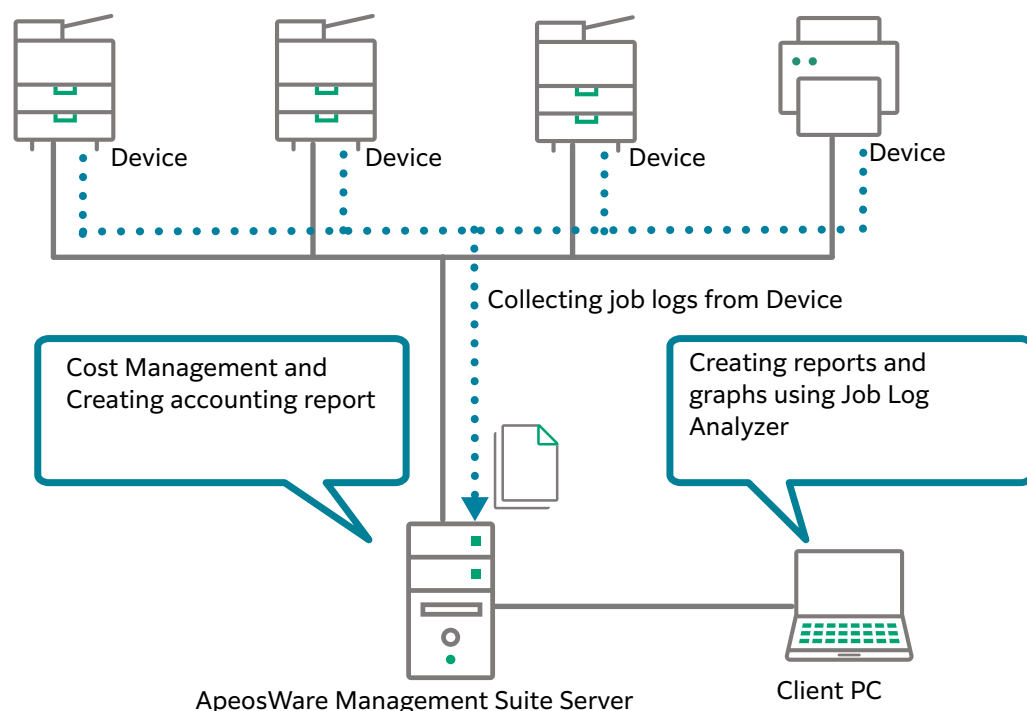 Device
Device
Device
Device
Collecting job logs from Device
Cost Management and
Creating accounting report
Creating reports and
graphs using Job Log
Analyzer
ApeosWare Management Suite Server
Client PC